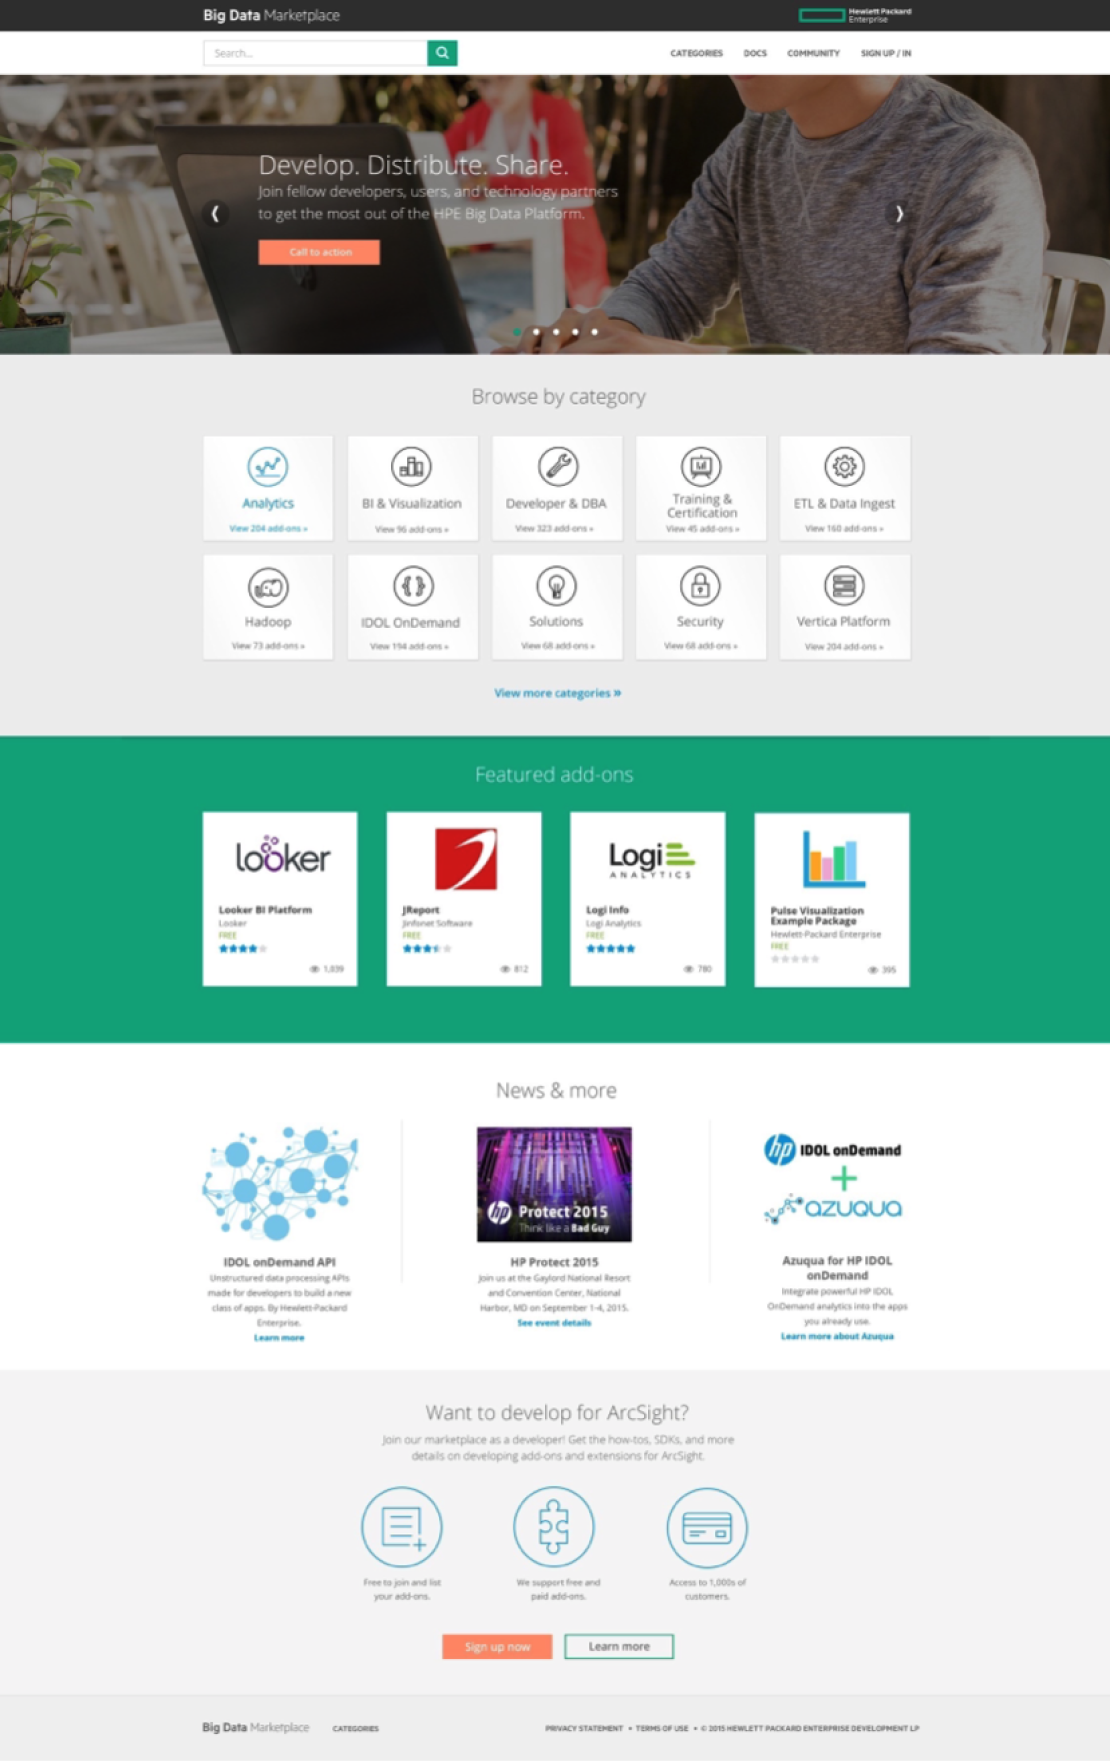 Big Data Marketplace
Hewlett Packard
Enterprise
Search...
CATEGORIES
DOCS
COMMUNITY
SIGN UP / IN
Develop. Distribute. Share.
Join fellow developers, users, and technology partners
to get the most out of the HPE Big Data Platform.
Call to action
Browse by category
Analytics
View 204 add-ons »
BI & Visualization
View 96 add-ons »
Developer & DBA
View 323 add-ons »
Training &
Certification
View 45 add-ons »
ETL & Data Ingest
View 160 add-ons »
Hadoop
View 73 add-ons »
IDOL OnDemand
View 194 add-ons »
Solutions
View 68 add-ons »
Security
View 68 add-ons »
Vertica Platform
View 204 add-ons »
View more categories »
Featured add-ons
looker
Looker BI Platform
Looker
FREE
1,039
JReport
Jinfonet Software
FREE
812
Logi
ANALYTICS
Logi Info
Logi Analytics
FREE
780
Pulse Visualization
Example Package
Hewlett-Packard Enterprise
FREE
395
News & more
IDOL onDemand API
Unstructured data processing APIs
made for developers to build a new
class of apps. By Hewlett-Packard
Enterprise.
Learn more
hp Protect 2015
Think like a Bad Guy
HP Protect 2015
Join us at the Gaylord National Resort
and Convention Center, National
Harbor, MD on September 1-4, 2015.
See event details
hp IDOL onDemand
+
azuqua
Azuqua for HP IDOL
onDemand
Integrate powerful HP IDOL
OnDemand analytics into the apps
you already use.
Learn more about Azuqua
Want to develop for ArcSight?
Join our marketplace as a developer! Get the how-tos, SDKs, and more
details on developing add-ons and extensions for ArcSight.
Free to join and list
your add-ons.
We support free and
paid add-ons.
Access to 1,000s of
customers.
Sign up now
Learn more
Big Data Marketplace
CATEGORIES
PRIVACY STATEMENT • TERMS OF USE • © 2015 HEWLETT PACKARD ENTERPRISE DEVELOPMENT LP